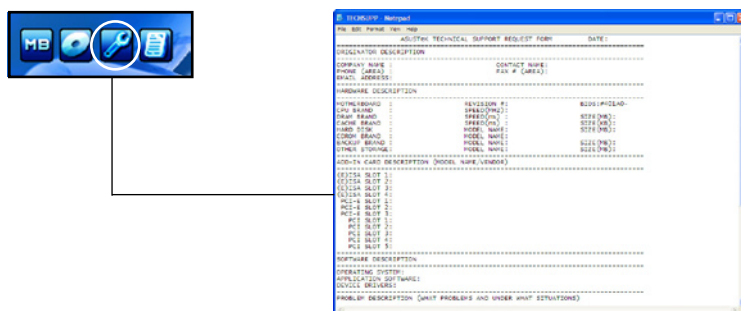 MB
TECHSUPP - Notepad
File Edit Format View Help
ASUSTeK TECHNICAL SUPPORT REQUEST FORM DATE:
ORIGINATOR DESCRIPTION
COMPANY NAME : CONTACT NAME:
PHONE (AREA) : FAX # (AREA):
EMAIL ADDRESS:
HARDWARE DESCRIPTION
MOTHERBOARD : REVISION #: BIOS:
CPU BRAND : SPEED(MHZ):
DRAM BRAND : SPEED(ns) : SIZE(MB):
CACHE BRAND : SPEED(ns) : SIZE(KB):
HARD DISK : MODEL NAME: SIZE(MB):
CDROM BRAND : MODEL NAME:
BACKUP BRAND : MODEL NAME: SIZE(MB):
OTHER STORAGE: MODEL NAME:
ADD-IN CARD DESCRIPTION (MODEL NAME/VENDOR)
(E)ISA SLOT 1:
(E)ISA SLOT 2:
(E)ISA SLOT 3:
(E)ISA SLOT 4:
PCI-E SLOT 1:
PCI-E SLOT 2:
PCI-E SLOT 3:
PCI SLOT 1:
PCI SLOT 2:
PCI SLOT 3:
PCI SLOT 4:
PCI SLOT 5:
SOFTWARE DESCRIPTION
OPERATING SYSTEM:
APPLICATION SOFTWARE:
DEVICE DRIVERS:
PROBLEM DESCRIPTION (WHAT PROBLEMS AND UNDER WHAT SITUATIONS)